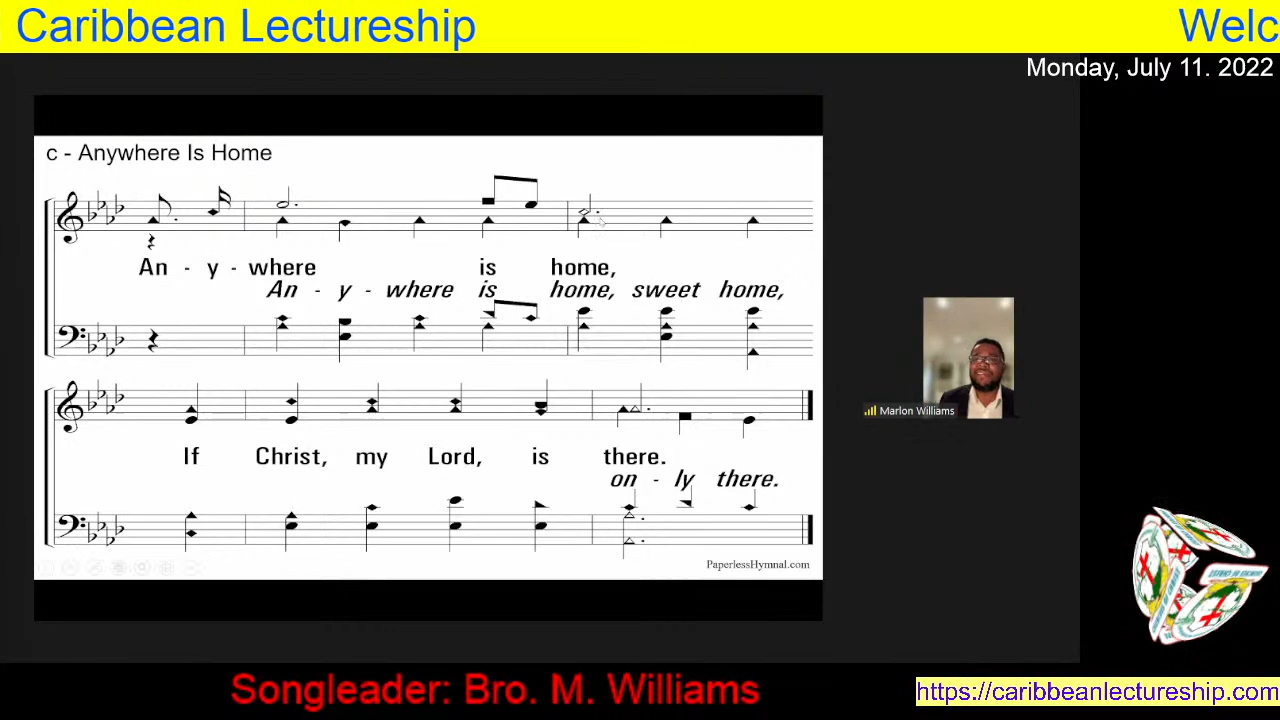 Caribbean Lectureship
Welc
Monday, July 11. 2022
c - Anywhere Is Home
An - y - where is home,
An - y - where is home, sweet home,
If Christ, my Lord, is there.
on - ly there.
PaperlessHymnal.com
Marlon Williams
Songleader: Bro. M. Williams
https://caribbeanlectureship.com